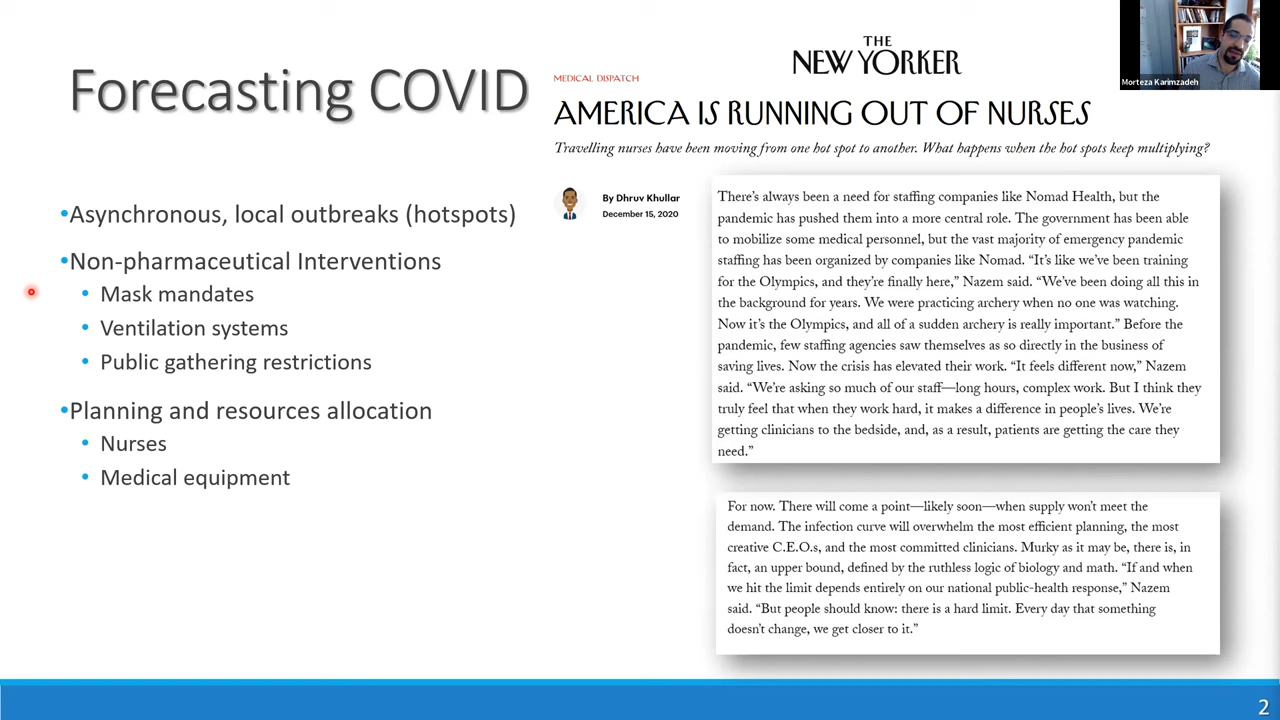 Forecasting COVID
•Asynchronous, local outbreaks (hotspots)
•Non-pharmaceutical Interventions
• Mask mandates
• Ventilation systems
• Public gathering restrictions
•Planning and resources allocation
• Nurses
• Medical equipment
THE
NEW YORKER
MEDICAL DISPATCH
AMERICA IS RUNNING OUT OF NURSES
Travelling nurses have been moving from one hot spot to another. What happens when the hot spots keep multiplying?
By Dhruv Khullar
December 15, 2020
There’s always been a need for staffing companies like Nomad Health, but the
pandemic has pushed them into a more central role. The government has been able
to mobilize some medical personnel, but the vast majority of emergency pandemic
staffing has been organized by companies like Nomad. “It’s like we’ve been training
for the Olympics, and they’re finally here,” Nazem said. “We’ve been doing all this in
the background for years. We were practicing archery when no one was watching.
Now it’s the Olympics, and all of a sudden archery is really important.” Before the
pandemic, few staffing agencies saw themselves as so directly in the business of
saving lives. Now the crisis has elevated their work. “It feels different now,” Nazem
said. “We’re asking so much of our staff—long hours, complex work. But I think they
truly feel that when they work hard, it makes a difference in people’s lives. We’re
getting clinicians to the bedside, and, as a result, patients are getting the care they
need.”
For now. There will come a point—likely soon—when supply won’t meet the
demand. The infection curve will overwhelm the most efficient planning, the most
creative C.E.O.s, and the most committed clinicians. Murky as it may be, there is, in
fact, an upper bound, defined by the ruthless logic of biology and math. “If and when
we hit the limit depends entirely on our national public-health response,” Nazem
said. “But people should know: there is a hard limit. Every day that something
doesn’t change, we get closer to it.”
Morteza Karimzadeh
2